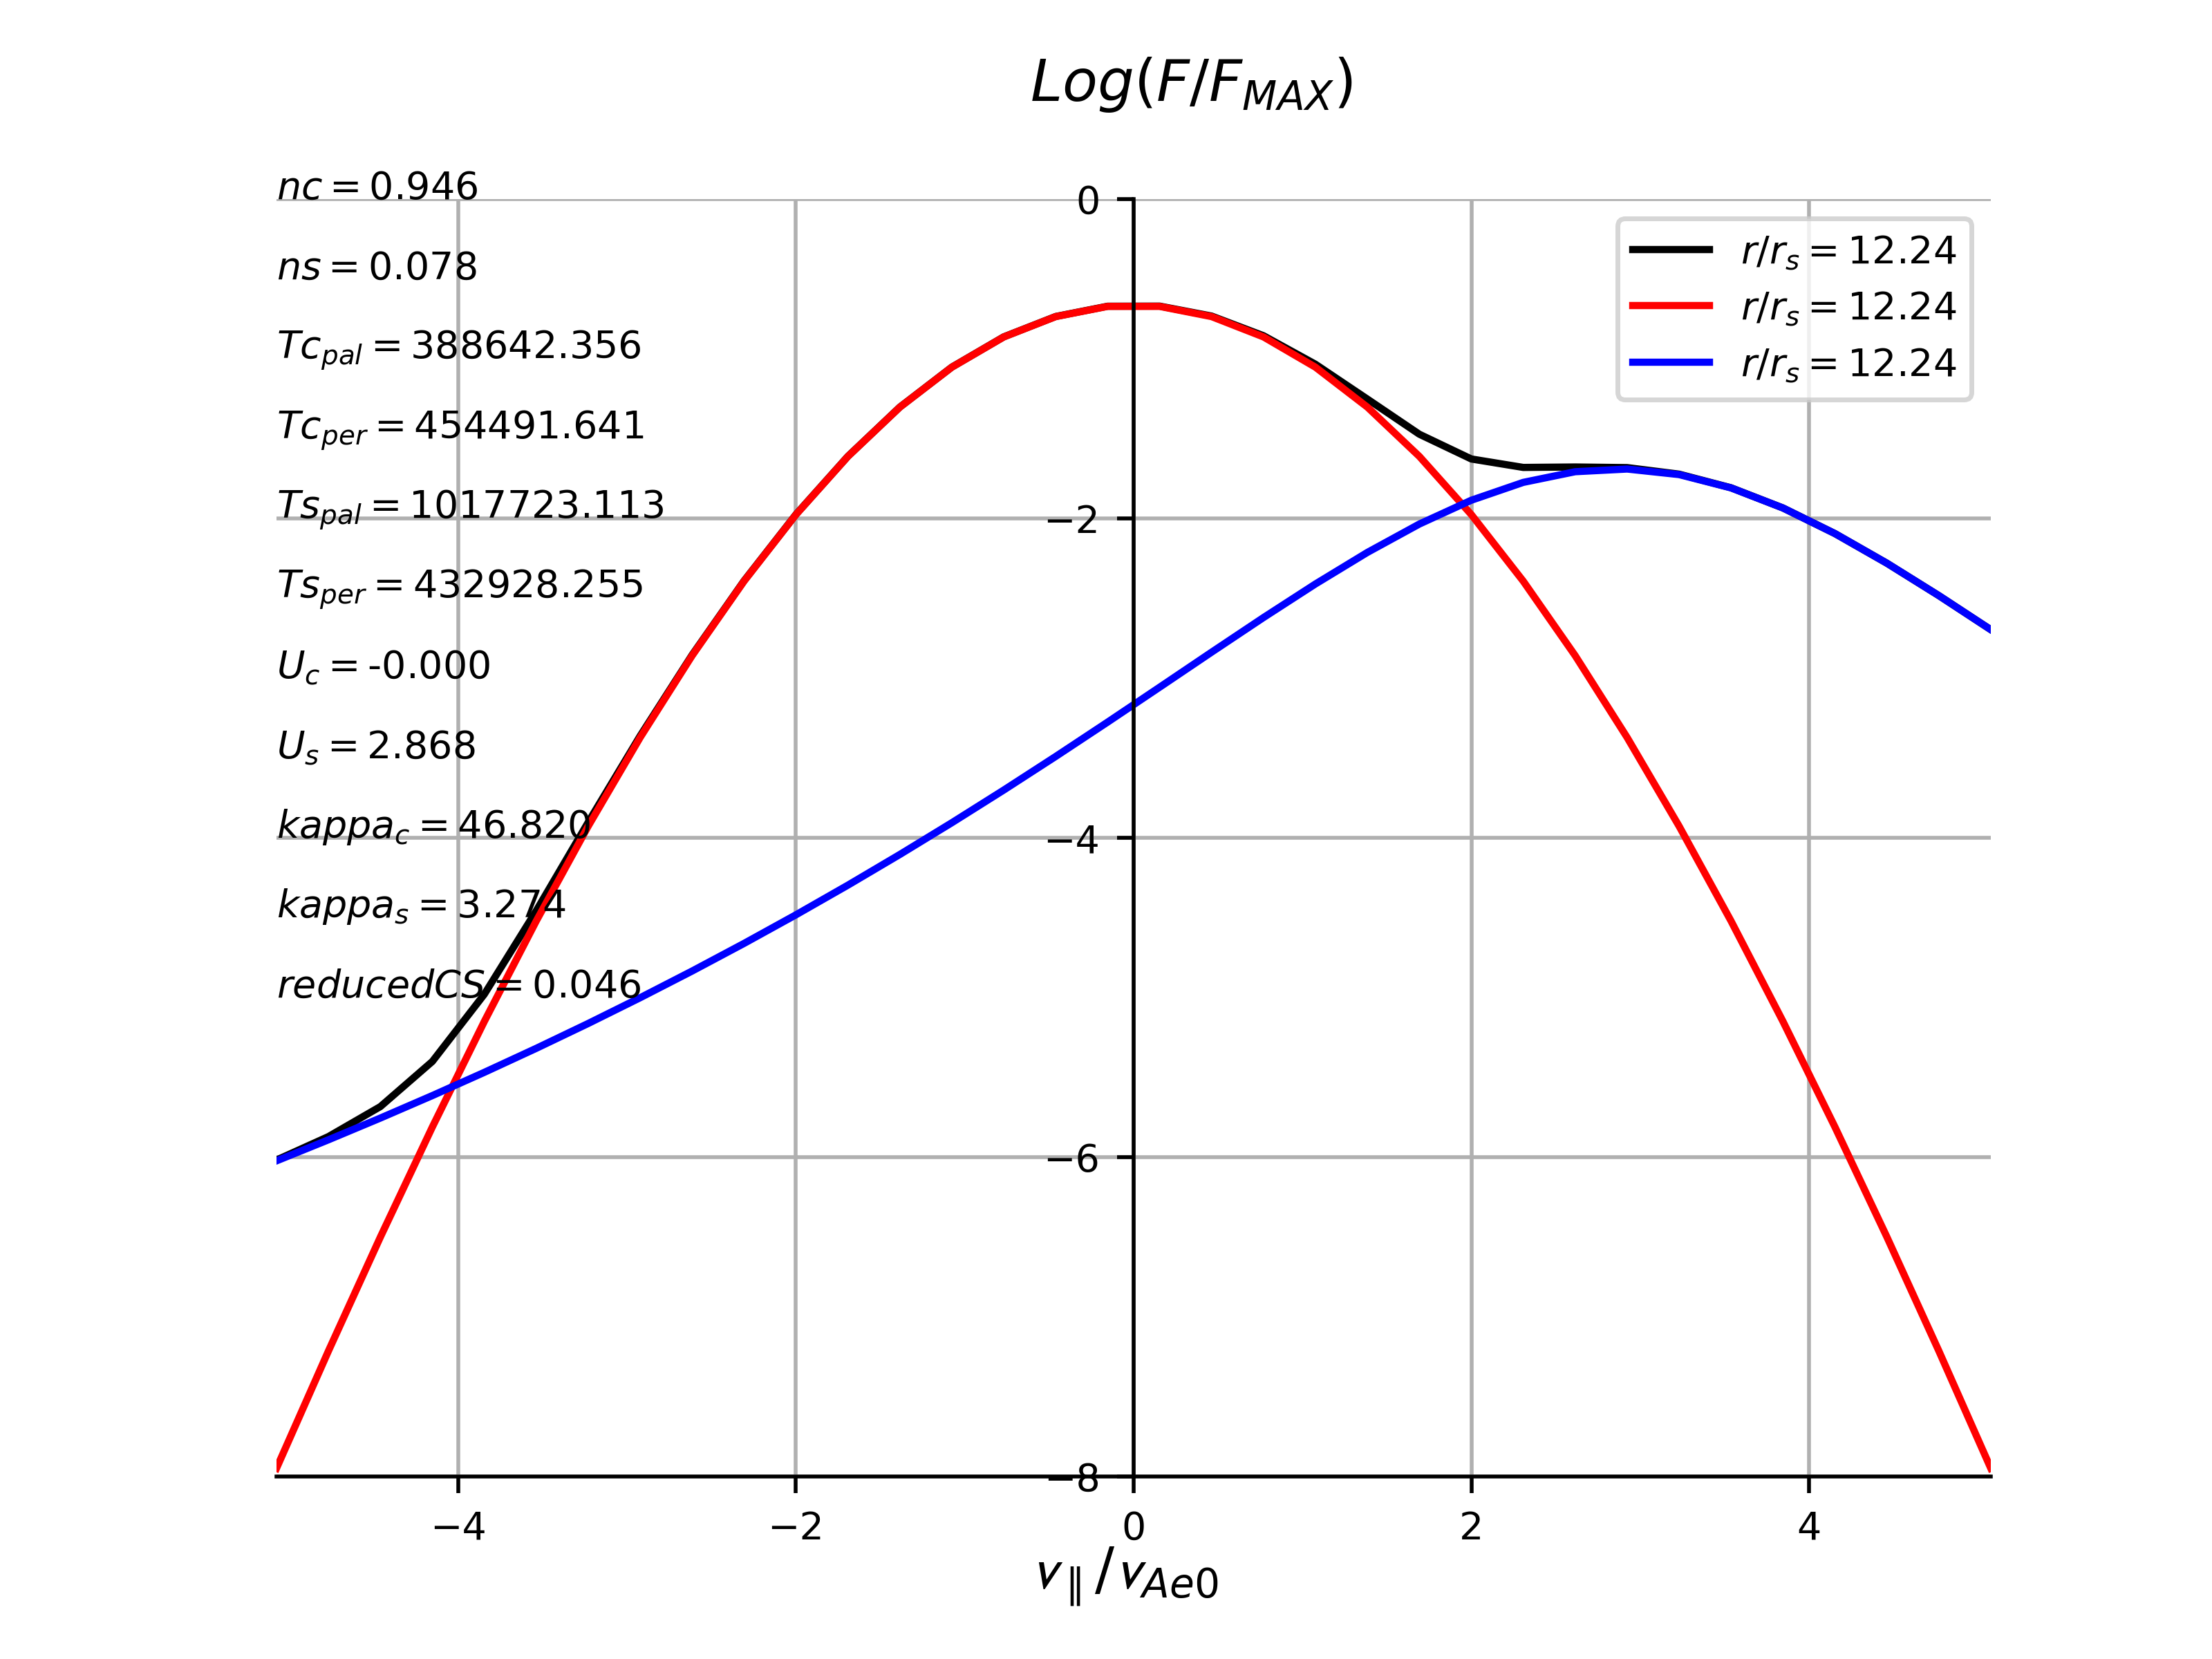 Log(F/F_MAX)
nc = 0.946
ns = 0.078
Tc_pal = 388642.356
Tc_per = 454491.641
Ts_pal = 1017723.113
Ts_per = 432928.255
U_c = -0.000
U_s = 2.868
kappa_c = 46.820
kappa_s = 3.274
reducedCS = 0.046
r/r_s = 12.24
r/r_s = 12.24
r/r_s = 12.24
0
−2
−4
−6
−8
−4 −2 0 2 4
v_∥/v_Ae0